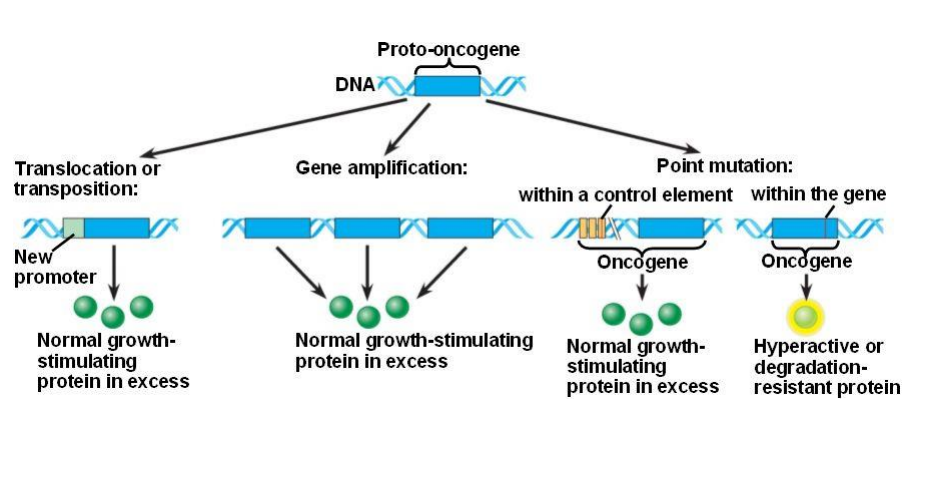 Proto-oncogene
DNA
Translocation or
transposition:
Gene amplification:
Point mutation:
within a control element
within the gene
New
promoter
Oncogene
Oncogene
Normal growth-
stimulating
protein in excess
Normal growth-stimulating
protein in excess
Normal growth-
stimulating
protein in excess
Hyperactive or
degradation-
resistant protein